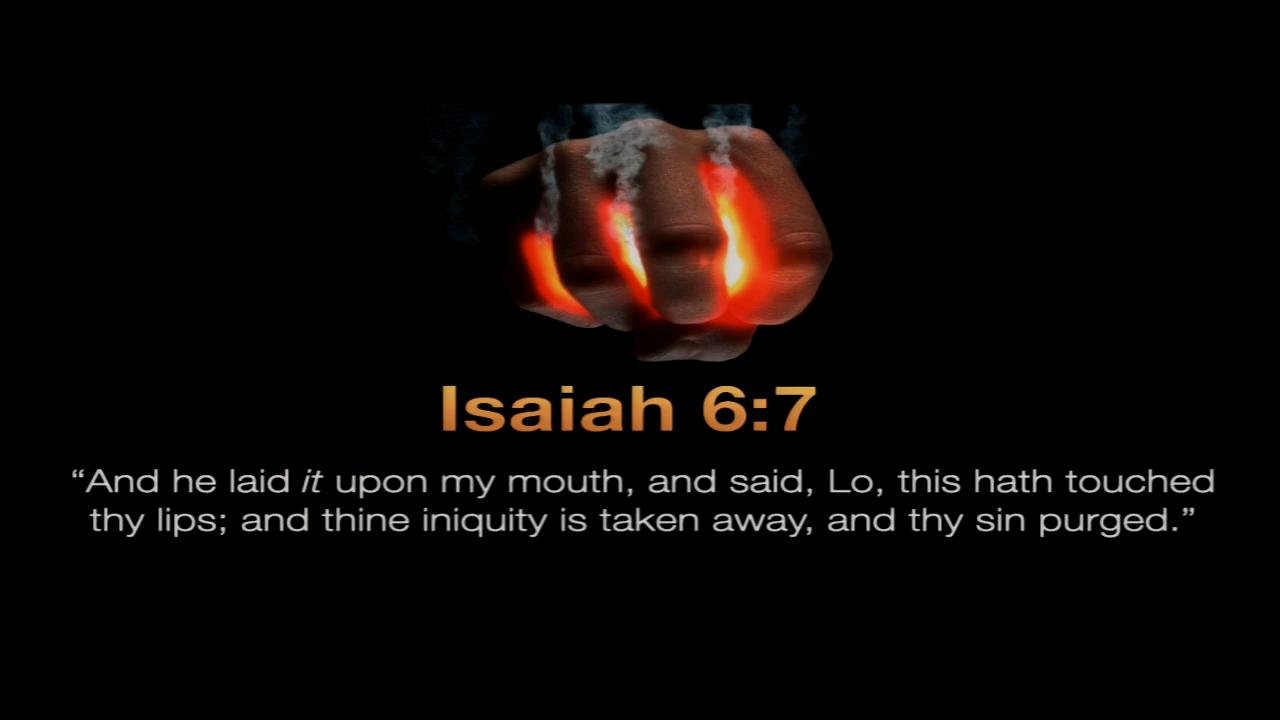 Isaiah 6:7
“And he laid it upon my mouth, and said, Lo, this hath touched
thy lips; and thine iniquity is taken away, and thy sin purged.”